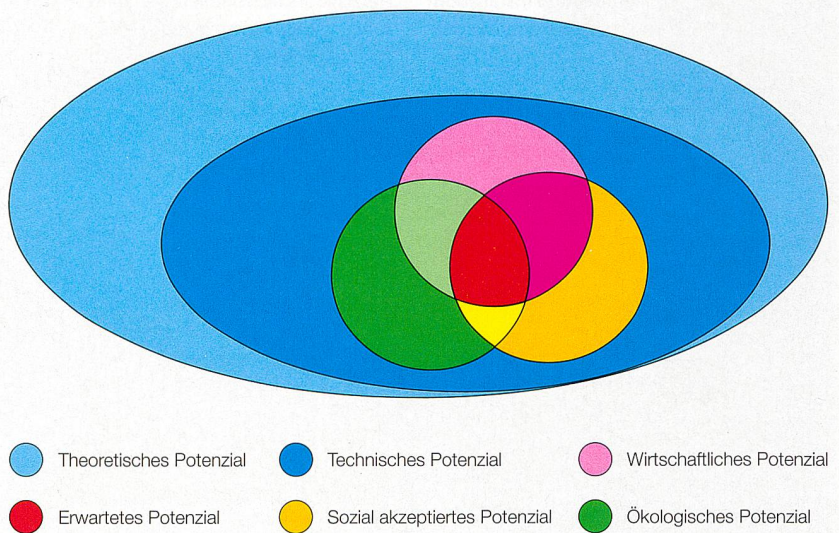 Theoretisches Potenzial
Technisches Potenzial
Wirtschaftliches Potenzial
Erwartetes Potenzial
Sozial akzeptiertes Potenzial
Ökologisches Potenzial